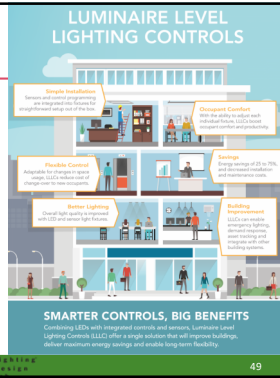 LUMINAIRE LEVEL
LIGHTING CONTROLS
Simple Installation
Sensors and control programming
are integrated into fixtures for
straightforward setup out of the box.
Occupant Comfort
With the ability to adjust each
individual fixture, LLLCs boost
occupant comfort and productivity.
Flexible Control
Adaptable for changes in space
usage, LLLCs reduce cost of
change-over to new occupants.
Savings
Energy savings of 25 to 75%,
and decreased installation
and maintenance costs.
Better Lighting
Overall light quality is improved
with LED and sensor light fixtures.
Building
Improvement
LLLCs can enable
emergency lighting,
demand response,
asset tracking and
integrate with other
building systems.
SMARTER CONTROLS, BIG BENEFITS
Combining LEDs with integrated controls and sensors, Luminaire Level
Lighting Controls (LLLC) offer a single solution that will improve buildings,
deliver maximum energy savings and enable long-term flexibility.
ighting
esign
49